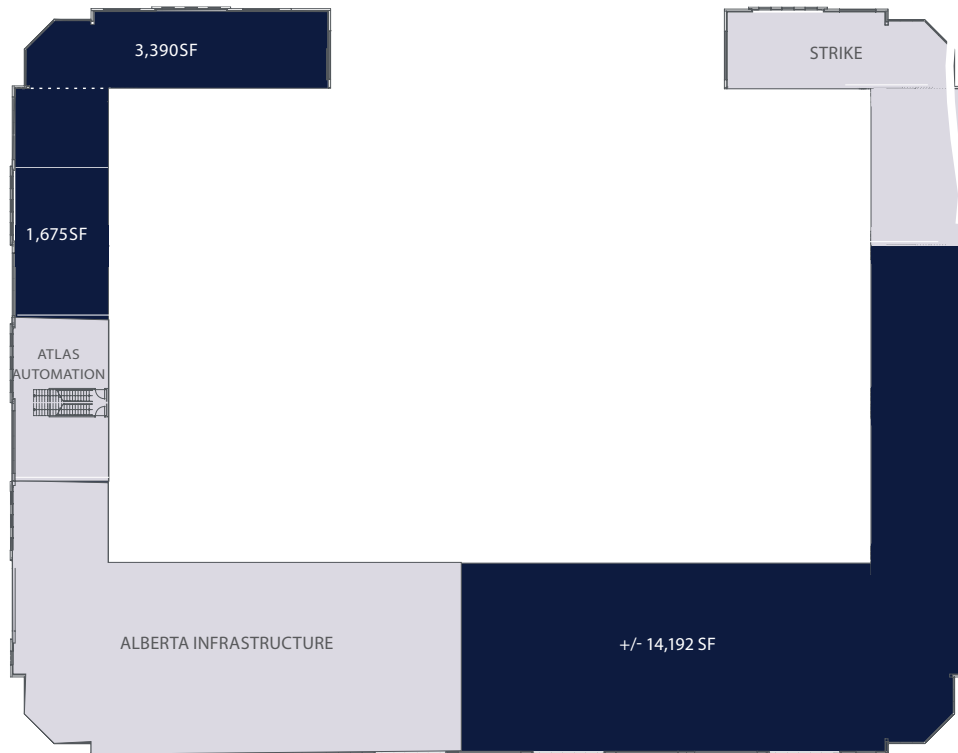 3,390SF
STRIKE
1,675SF
ATLAS
AUTOMATION
ALBERTA INFRASTRUCTURE
+/- 14,192 SF